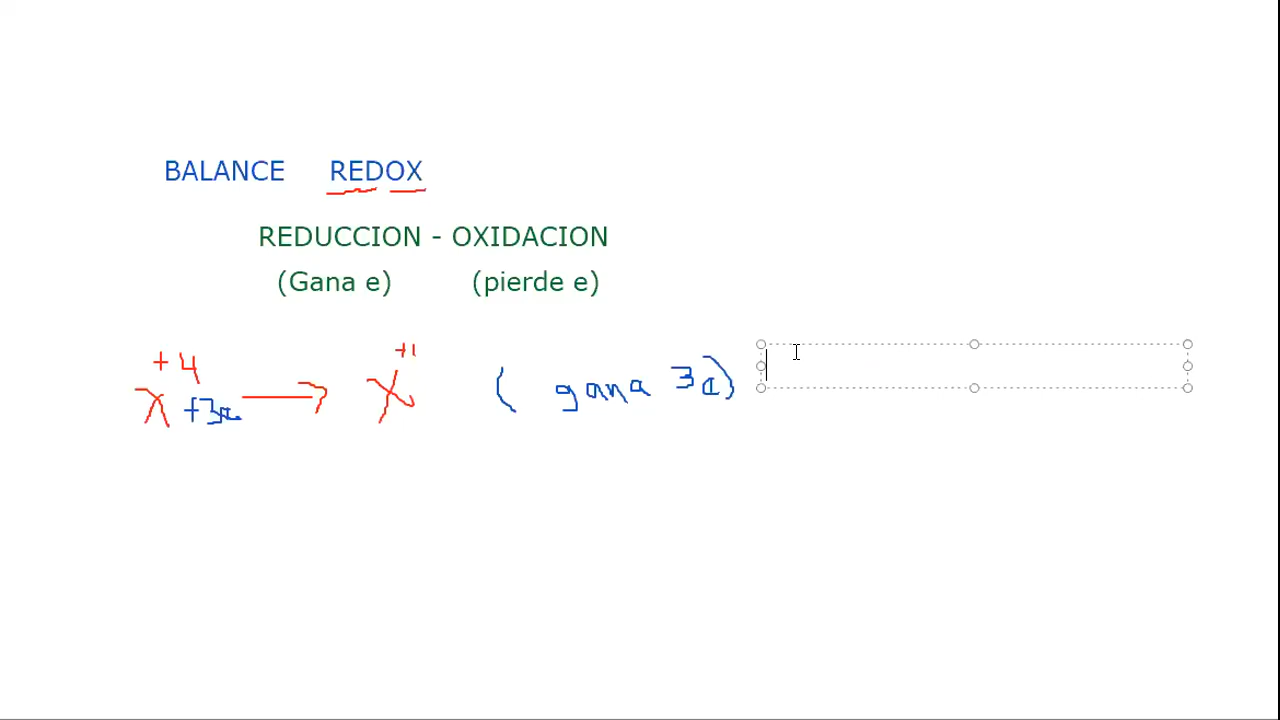 BALANCE REDOX
REDUCCION - OXIDACION
(Gana e) (pierde e)
x⁺⁴ +3e → x⁺¹ ( gana 3e)